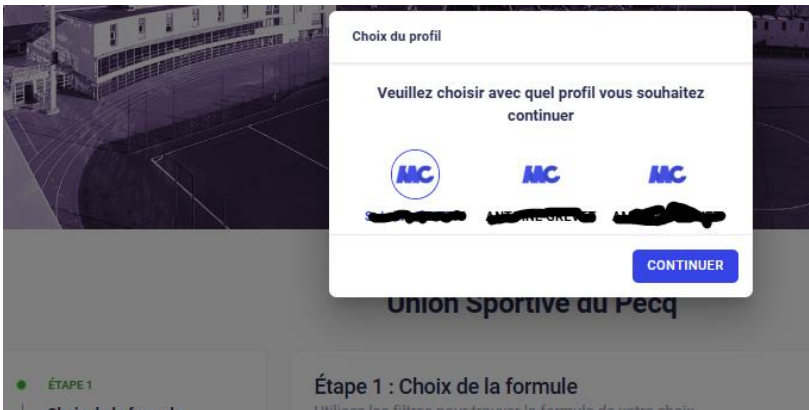 Choix du profil
Veuillez choisir avec quel profil vous souhaitez
continuer
MC MC MC
CONTINUER
Union Sportive du Pecq
ÉTAPE 1
Étape 1 : Choix de la formule